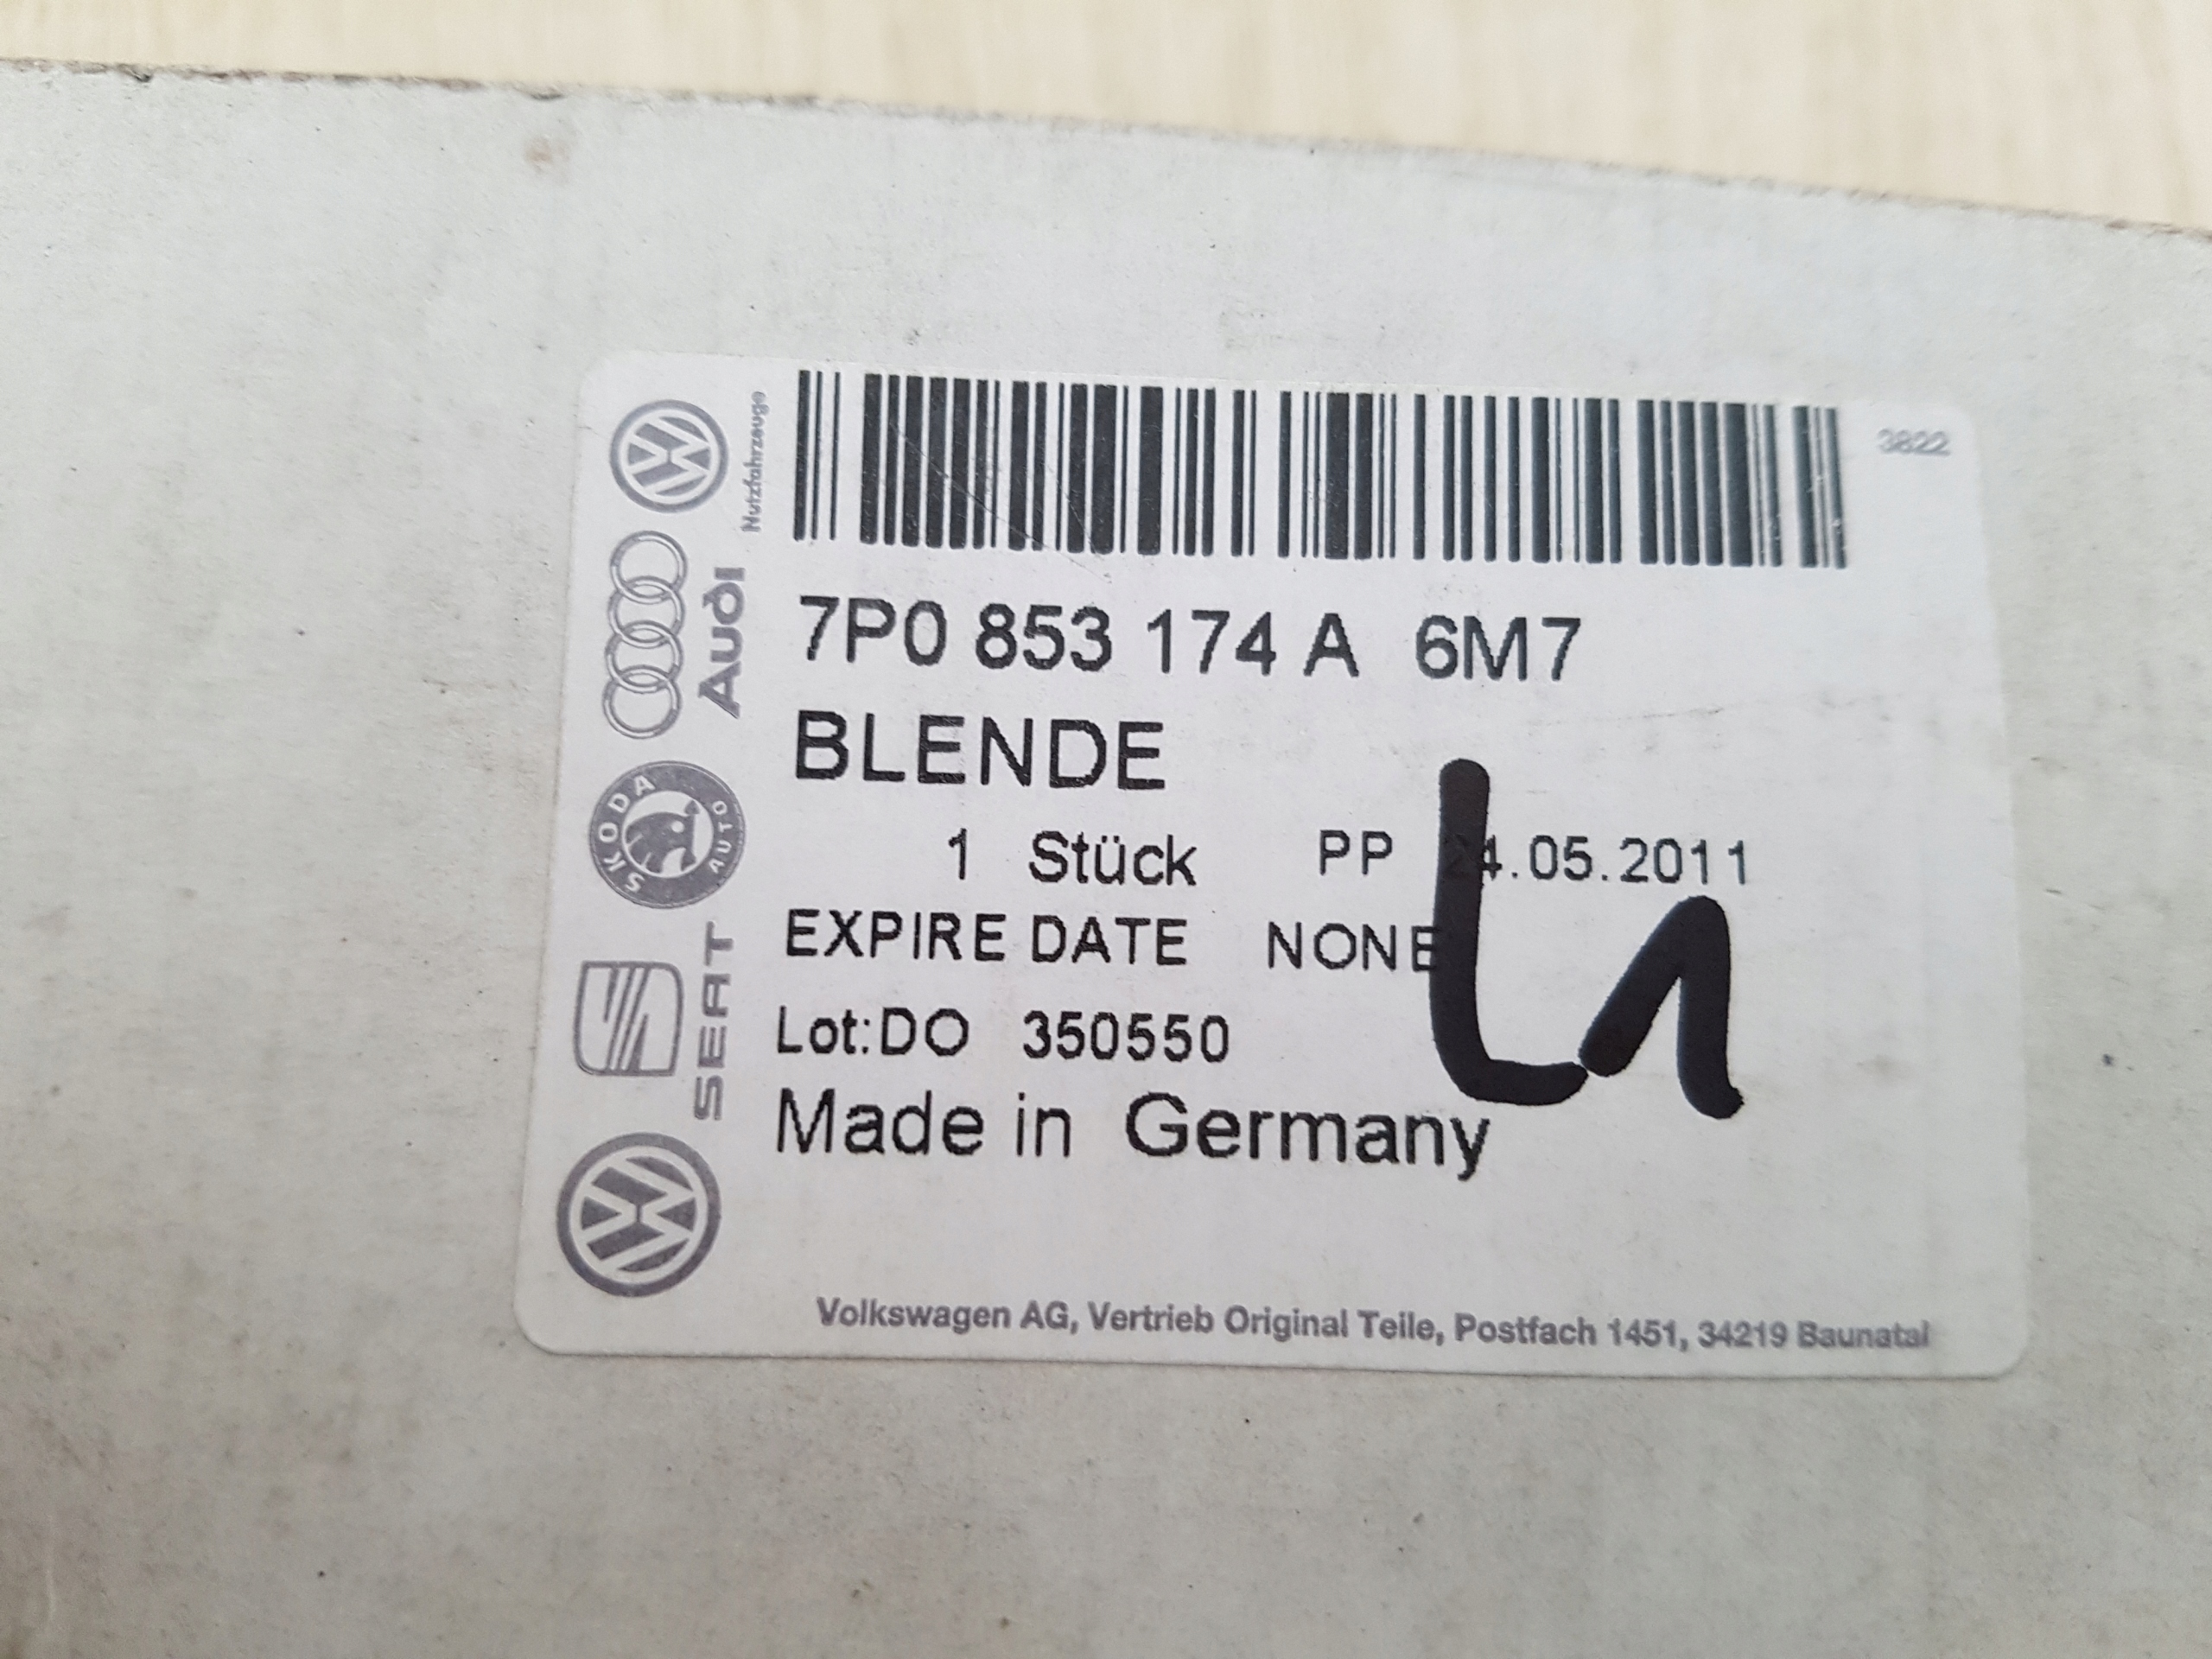 3822
Nutzfahrzeuge
Audi
SKODA AUTO
SEAT
7P0 853 174 A 6M7
BLENDE
1 Stück PP 24.05.2011
EXPIRE DATE NONE
Lot:DO 350550
Made in Germany
Volkswagen AG, Vertrieb Original Teile, Postfach 1451, 34219 Baunatal